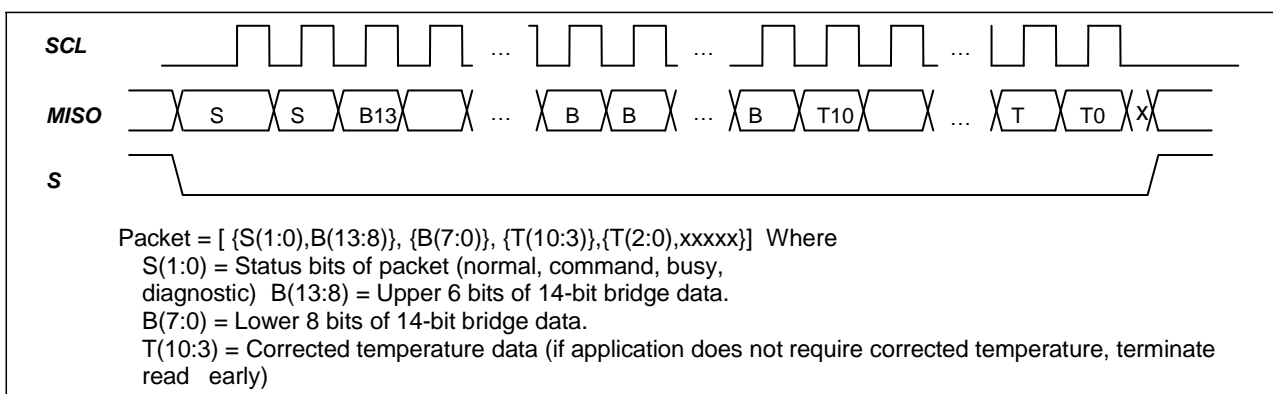 SCL … … …
MISO S S B13 … B B … B T10 … T T0 x
S
Packet = [ {S(1:0),B(13:8)}, {B(7:0)}, {T(10:3)},{T(2:0),xxxxx}] Where
S(1:0) = Status bits of packet (normal, command, busy,
diagnostic) B(13:8) = Upper 6 bits of 14-bit bridge data.
B(7:0) = Lower 8 bits of 14-bit bridge data.
T(10:3) = Corrected temperature data (if application does not require corrected temperature, terminate
read early)